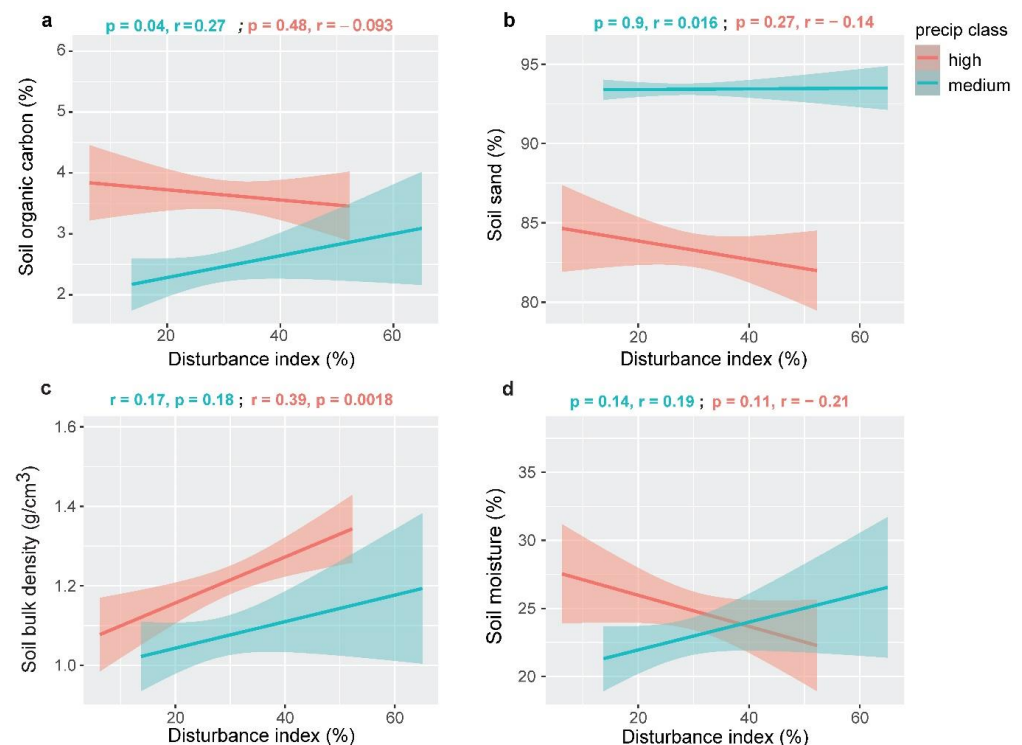 a
p = 0.04, r=0.27 ; p = 0.48, r = − 0.093
6
5
4
3
2
Soil organic carbon (%)
20 40 60
Disturbance index (%)
b
p = 0.9, r = 0.016 ; p = 0.27, r = − 0.14
95
90
85
80
Soil sand (%)
20 40 60
Disturbance index (%)
precip class
high
medium
c
r = 0.17, p = 0.18 ; r = 0.39, p = 0.0018
1.6
1.4
1.2
1.0
Soil bulk density (g/cm³)
20 40 60
Disturbance index (%)
d
p = 0.14, r = 0.19 ; p = 0.11, r = − 0.21
35
30
25
20
Soil moisture (%)
20 40 60
Disturbance index (%)